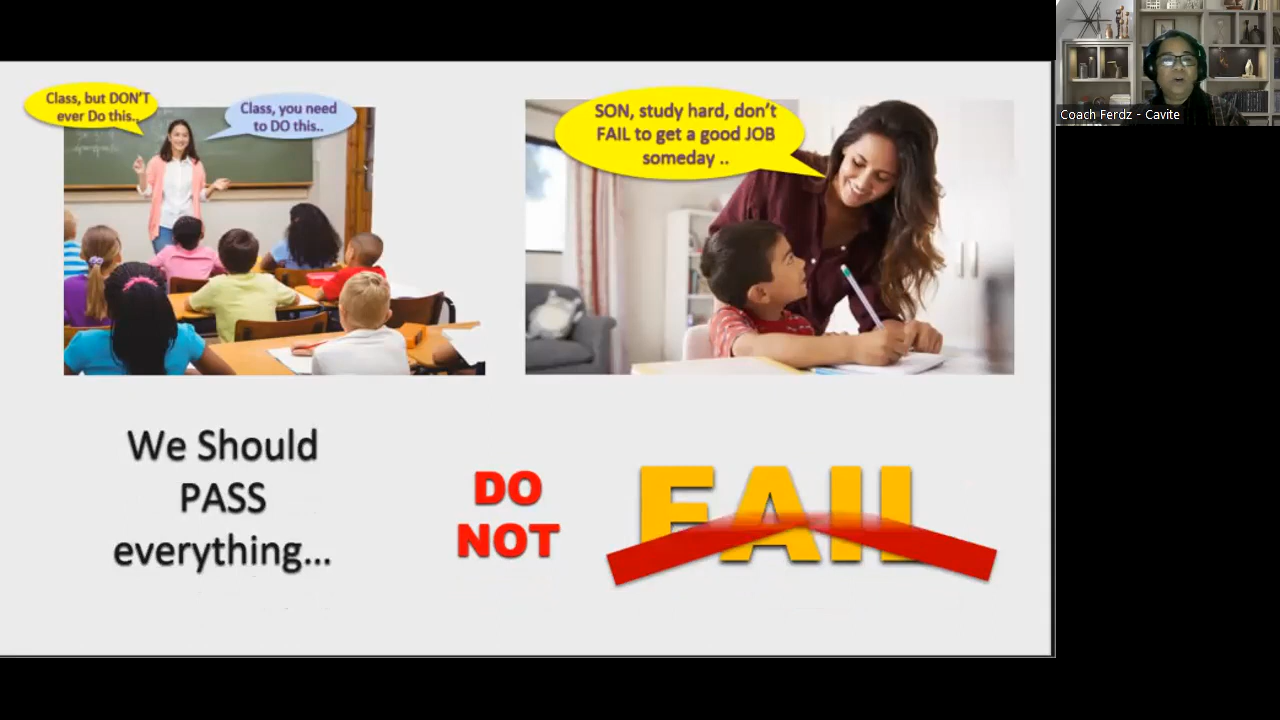 Class, but DON'T
ever Do this..
Class, you need
to DO this..
SON, study hard, don't
FAIL to get a good JOB
someday ..
We Should
PASS
everything...
DO
NOT
FAIL
Coach Ferdz - Cavite